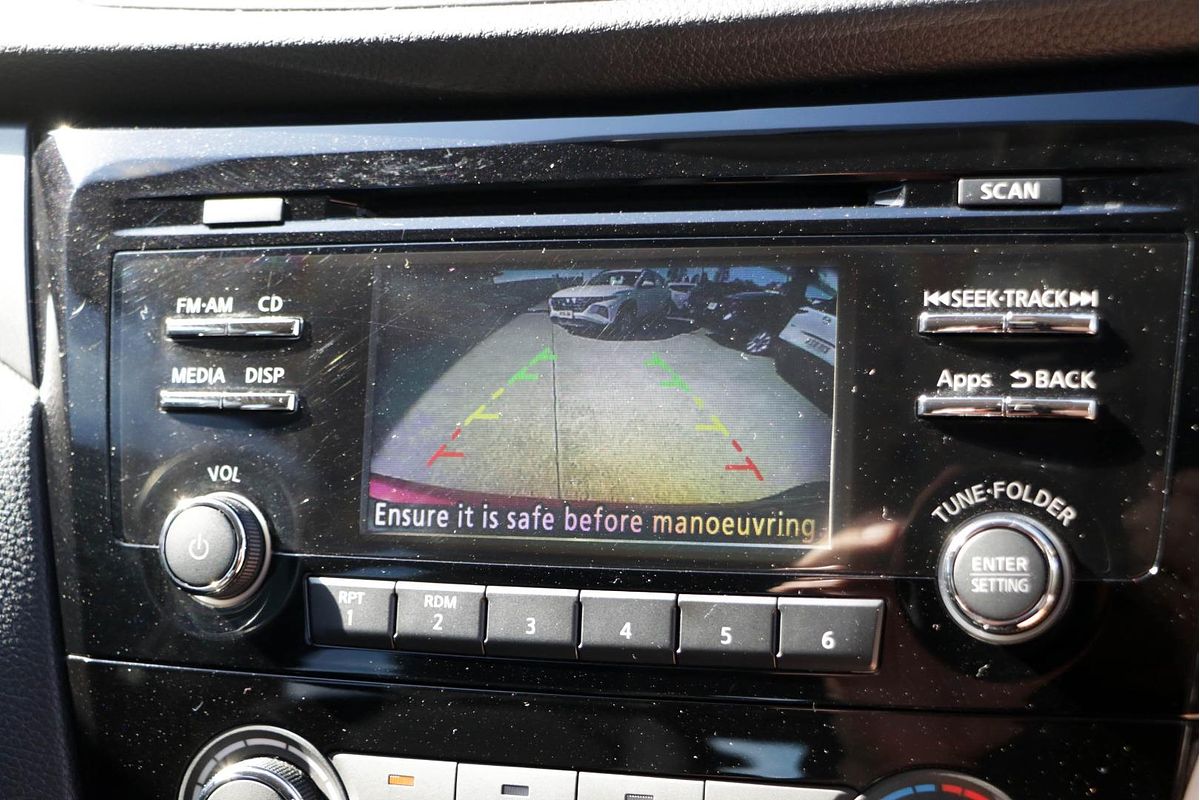 SCAN
FM·AM CD
SEEK·TRACK
MEDIA DISP
Apps BACK
VOL
TUNE·FOLDER
Ensure it is safe before manoeuvring
ENTER
SETTING
RPT RDM
1 2 3 4 5 6